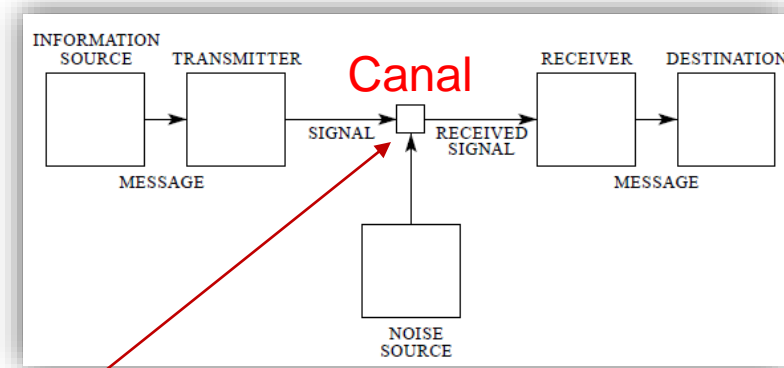 INFORMATION
SOURCE
TRANSMITTER
Canal
RECEIVER
DESTINATION
SIGNAL
RECEIVED
SIGNAL
MESSAGE
MESSAGE
NOISE
SOURCE